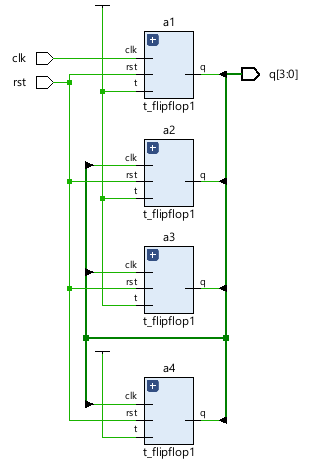 a1
clk
clk
rst
q
q[3:0]
rst
t
t_flipflop1
a2
clk
rst
q
t
t_flipflop1
a3
clk
rst
q
t
t_flipflop1
a4
clk
rst
q
t
t_flipflop1